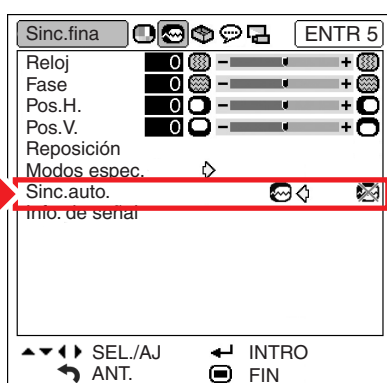 Sinc.fina ENTR 5
Reloj 0 - +
Fase 0 - +
Pos.H. 0 - +
Pos.V. 0 - +
Reposición
Modos espec.
Sinc.auto.
Info. de señal
SEL./AJ INTRO
ANT. FIN